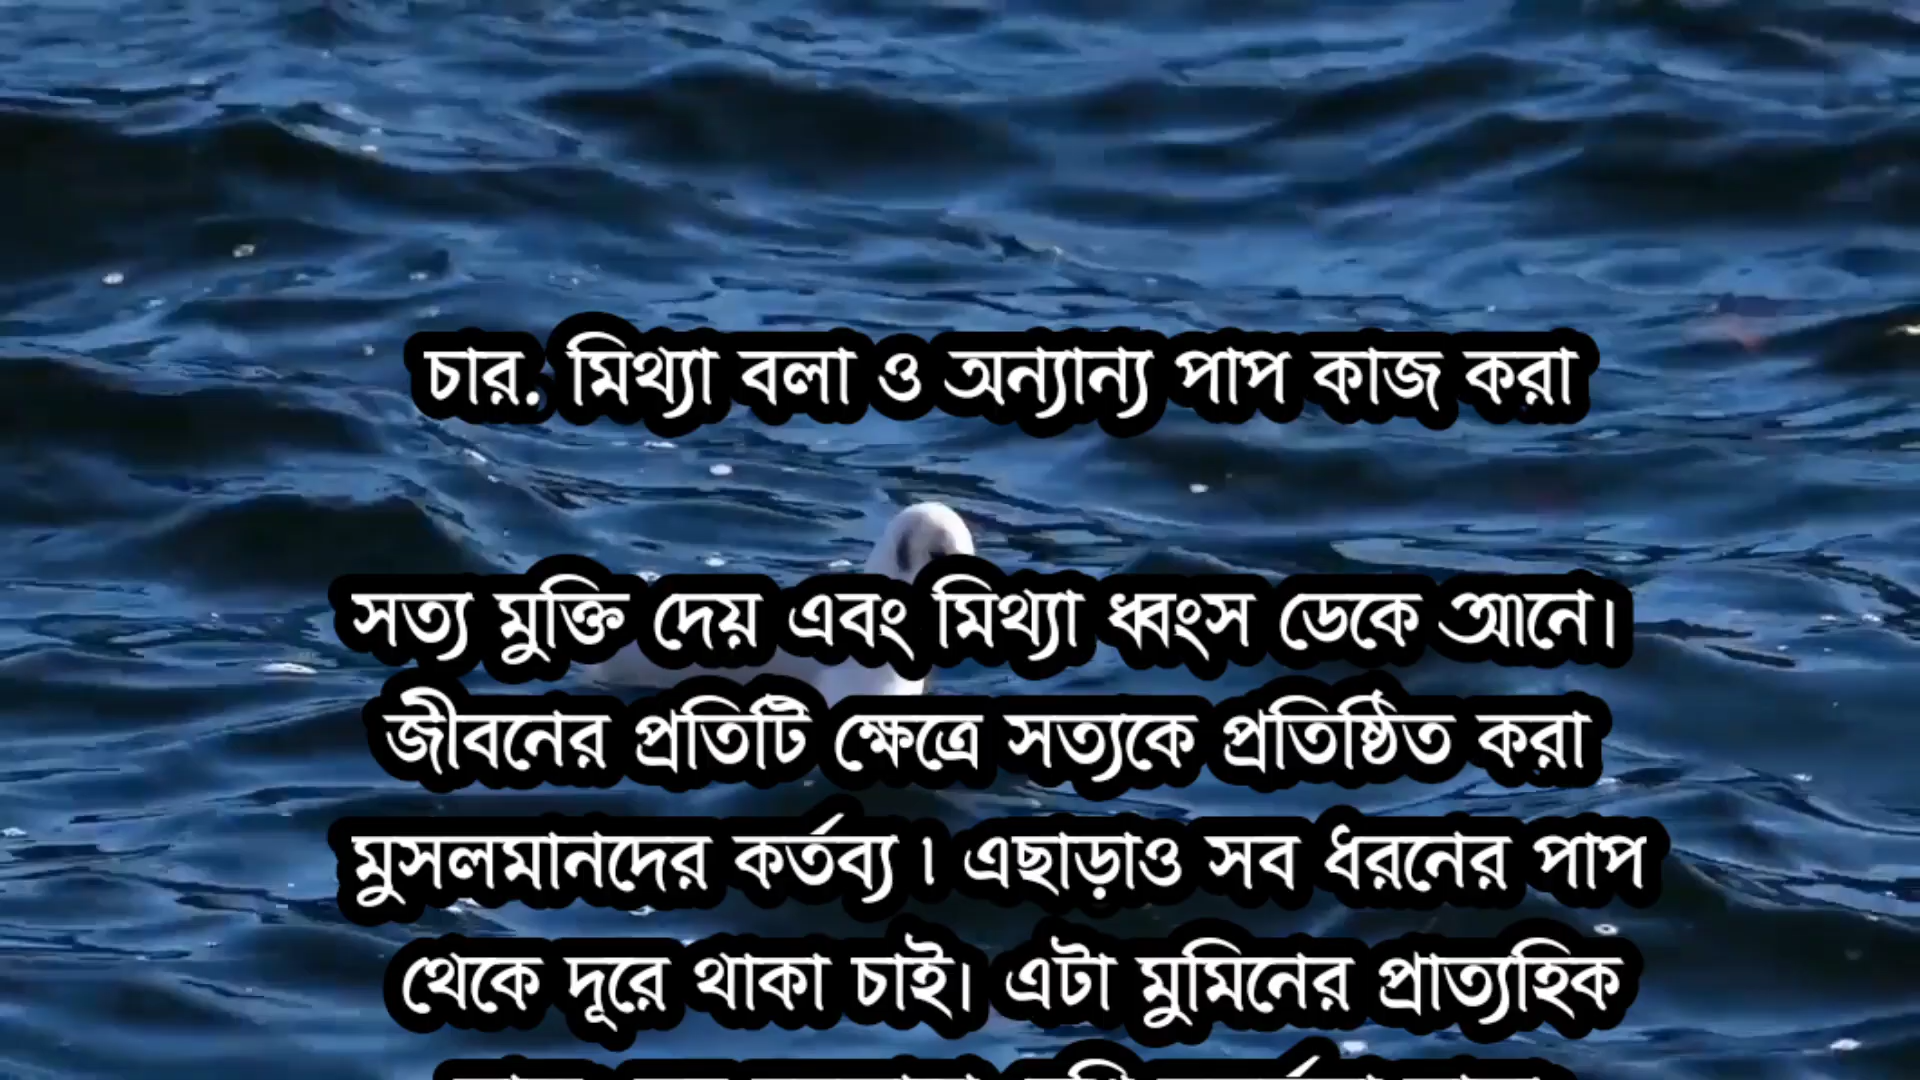 চার. মিথ্যা বলা ও অন্যান্য পাপ কাজ করা
সত্য মুক্তি দেয় এবং মিথ্যা ধ্বংস ডেকে আনে।
জীবনের প্রতিটি ক্ষেত্রে সত্যকে প্রতিষ্ঠিত করা
মুসলমানদের কর্তব্য ৷ এছাড়াও সব ধরনের পাপ
থেকে দূরে থাকা চাই। এটা মুমিনের প্রাত্যহিক